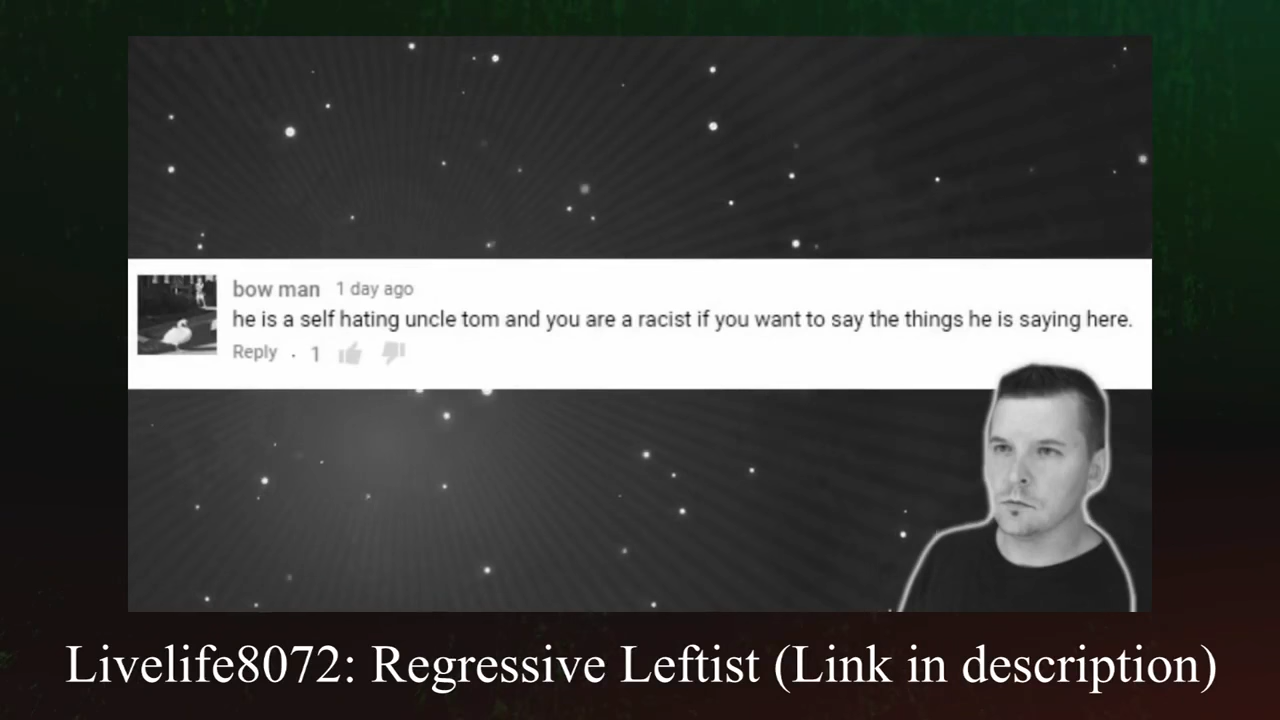 bow man 1 day ago
he is a self hating uncle tom and you are a racist if you want to say the things he is saying here.
Reply · 1
Livelife8072: Regressive Leftist (Link in description)